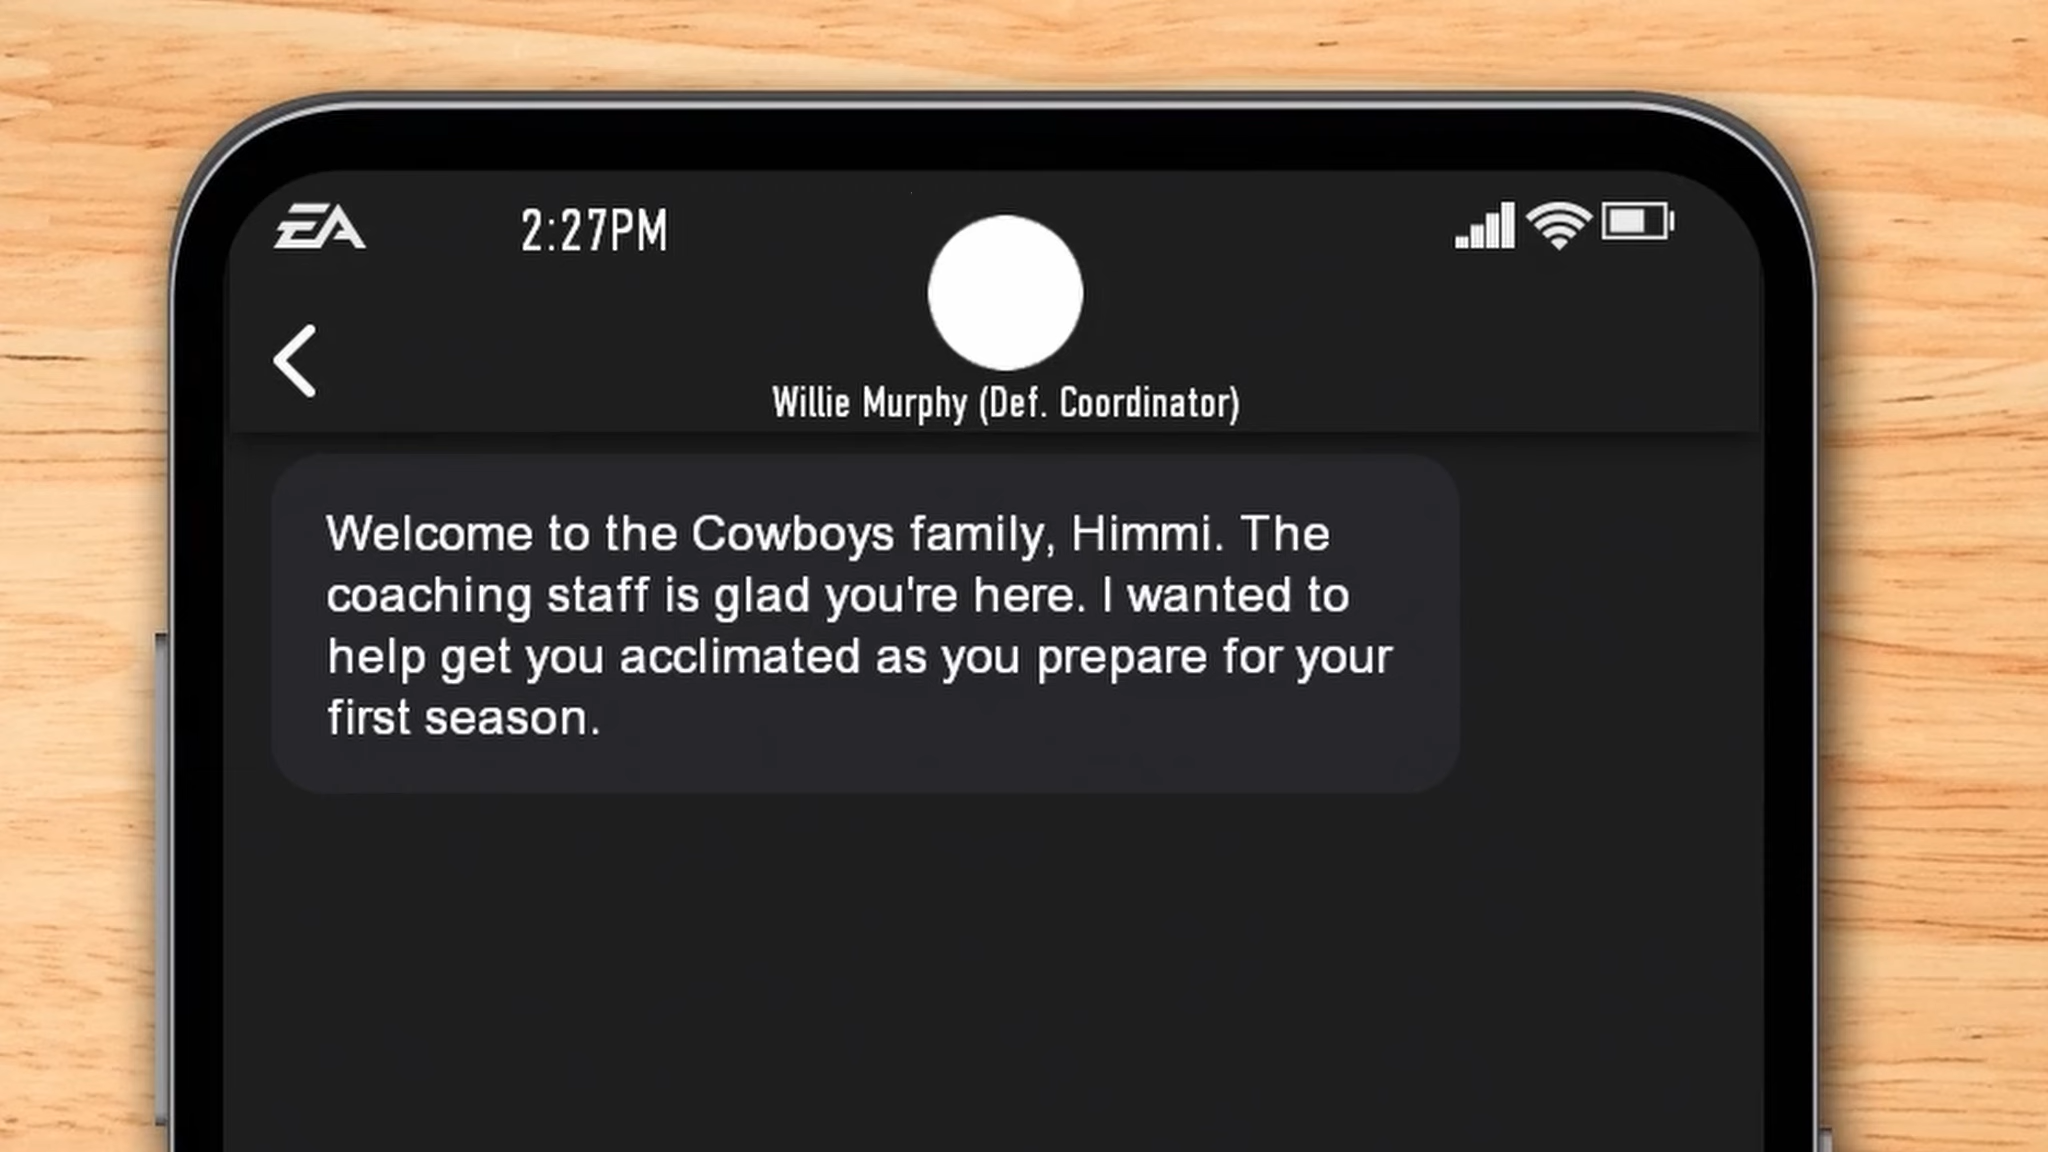 EA
2:27PM
Willie Murphy (Def. Coordinator)
Welcome to the Cowboys family, Himmi. The
coaching staff is glad you're here. I wanted to
help get you acclimated as you prepare for your
first season.